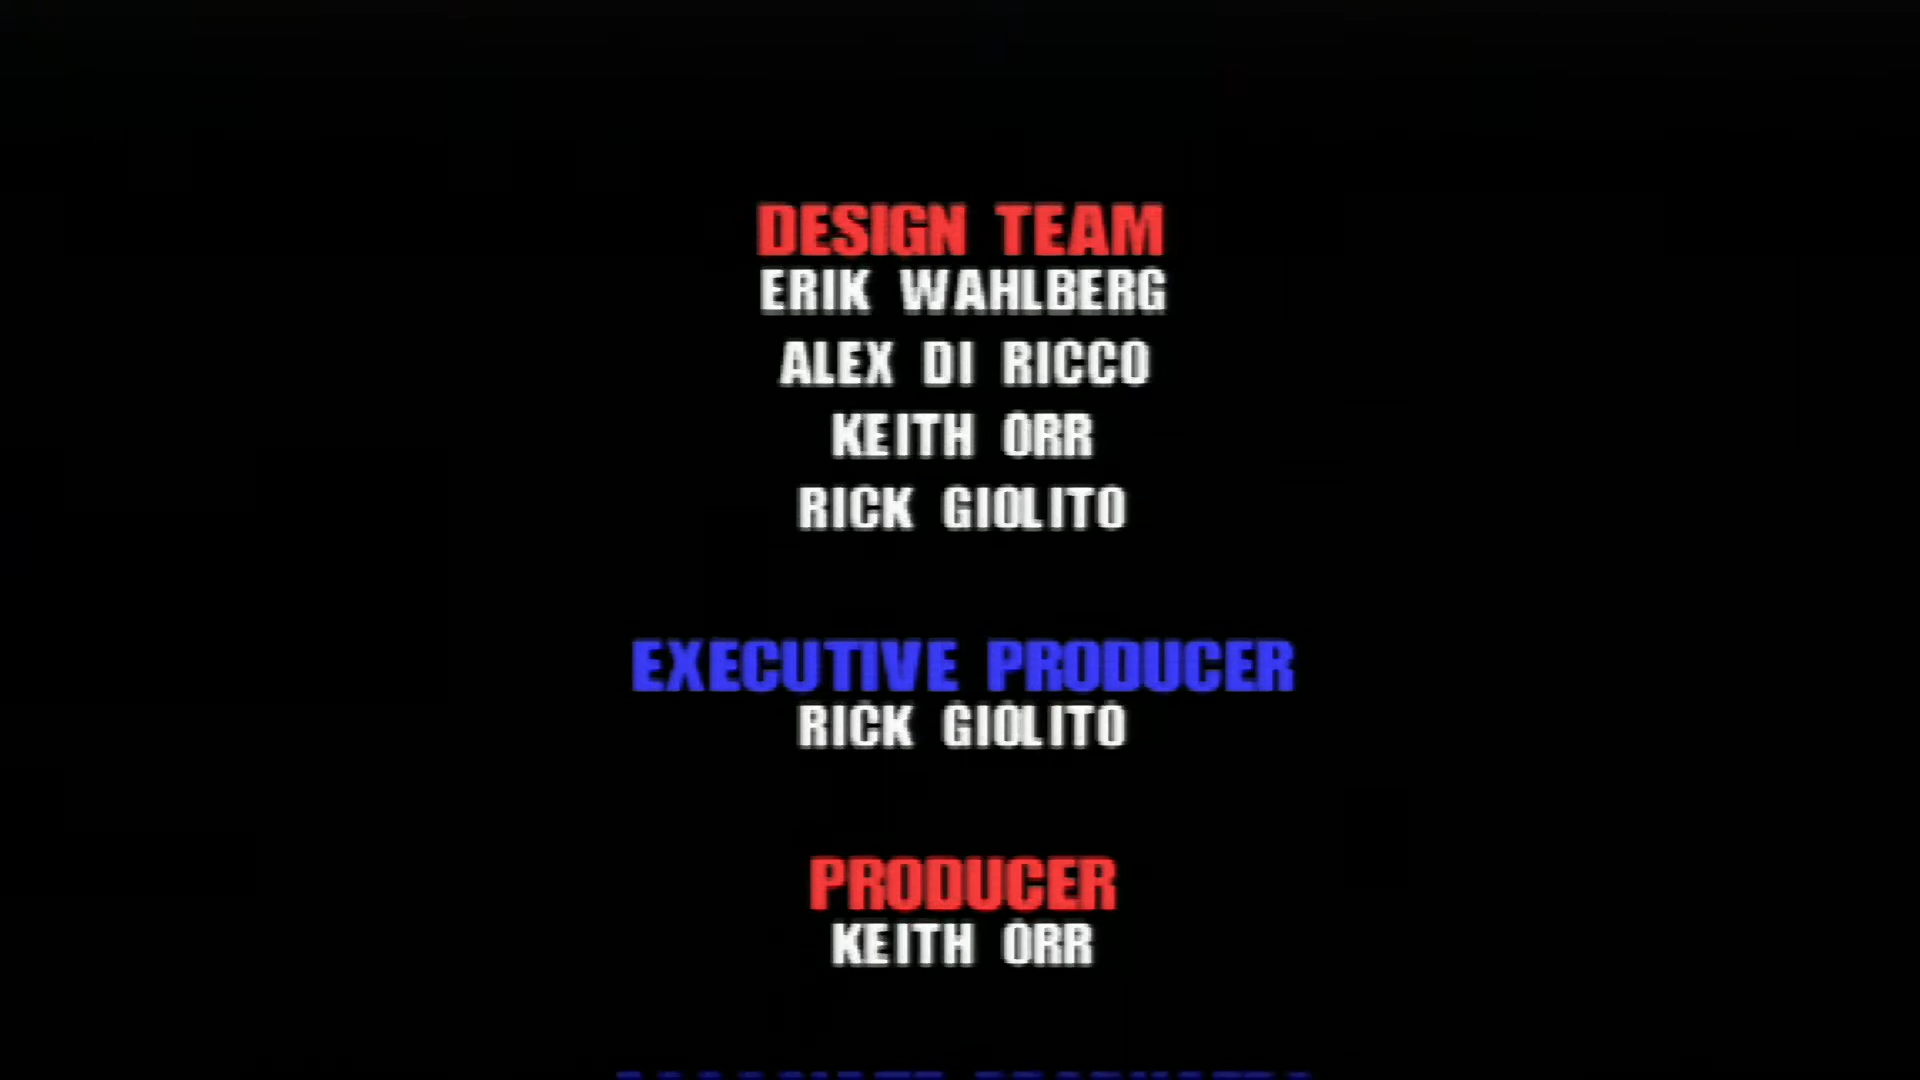 DESIGN TEAM
ERIK WAHLBERG
ALEX DI RICCO
KEITH ORR
RICK GIOLITO
EXECUTIVE PRODUCER
RICK GIOLITO
PRODUCER
KEITH ORR